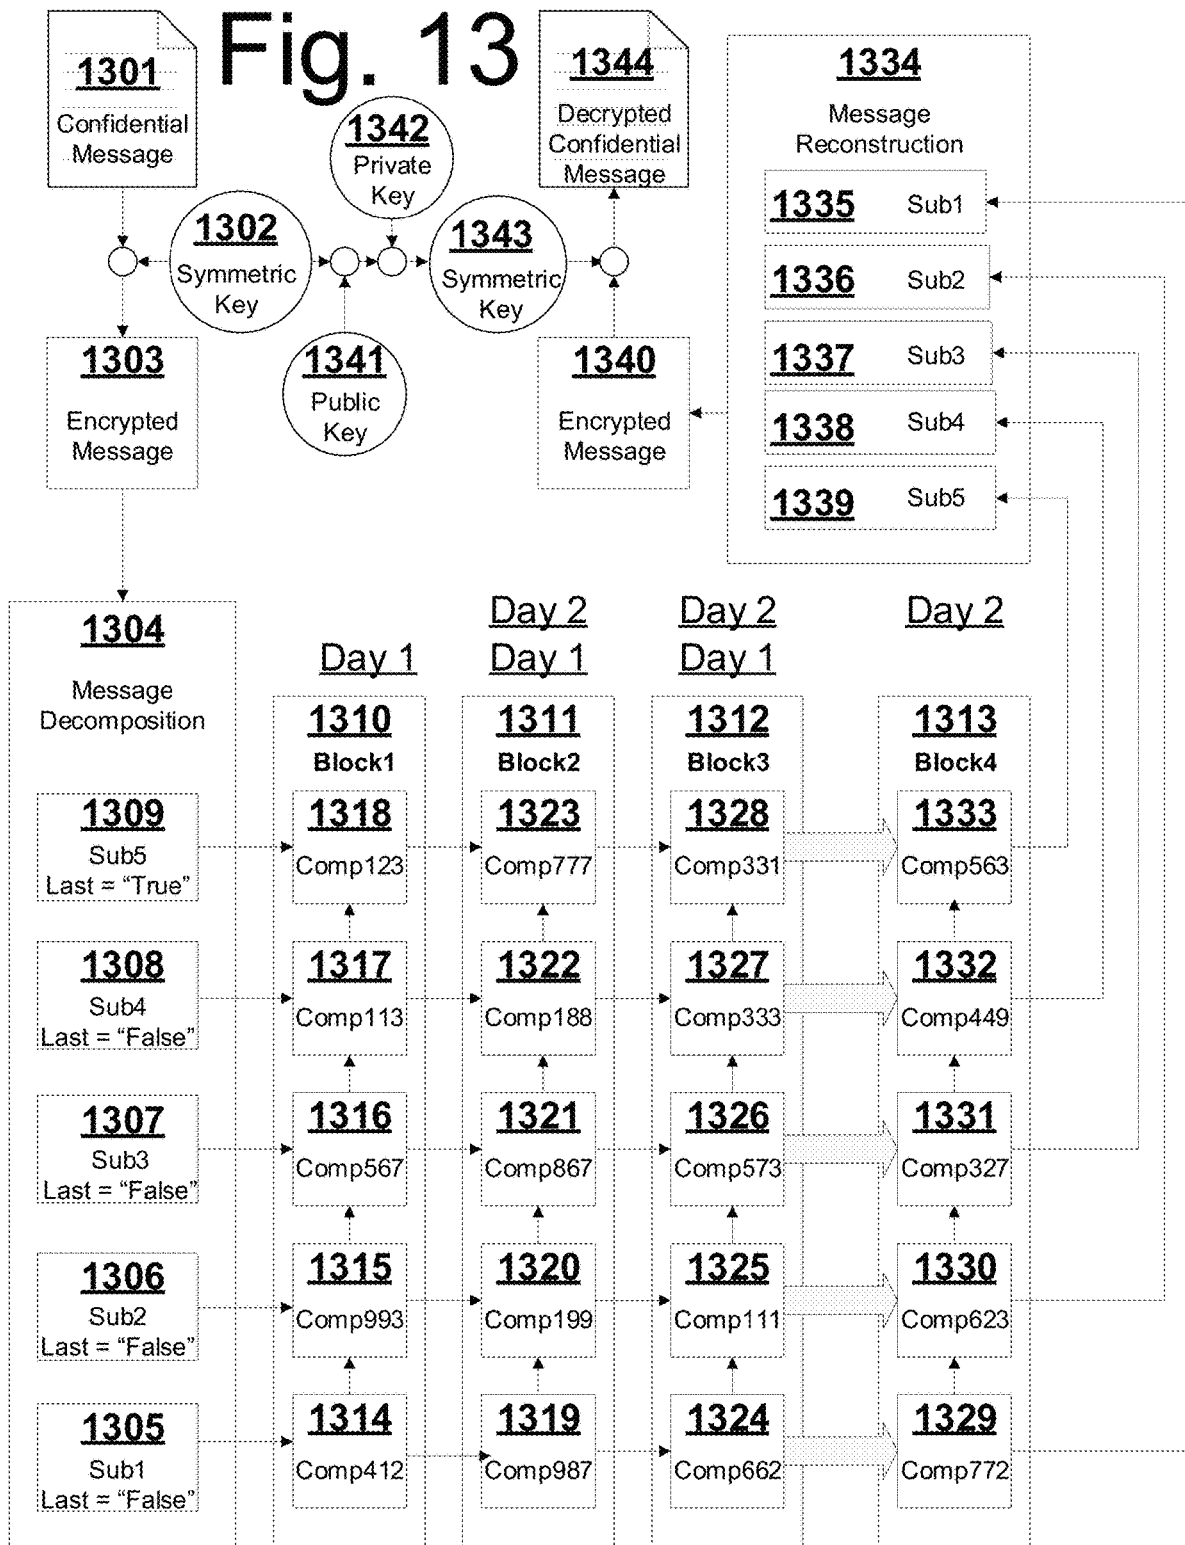 Fig. 13
1301
Confidential
Message
1342
Private
Key
1344
Decrypted
Confidential
Message
1334
Message
Reconstruction
1335 Sub1
1336 Sub2
1337 Sub3
1338 Sub4
1339 Sub5
1302
Symmetric
Key
1343
Symmetric
Key
1303
Encrypted
Message
1341
Public
Key
1340
Encrypted
Message
1304
Message
Decomposition
Day 1
Day 2
Day 1
Day 2
Day 1
Day 2
1310
Block1
1311
Block2
1312
Block3
1313
Block4
1309
Sub5
Last = “True”
1318
Comp123
1323
Comp777
1328
Comp331
1333
Comp563
1308
Sub4
Last = “False”
1317
Comp113
1322
Comp188
1327
Comp333
1332
Comp449
1307
Sub3
Last = “False”
1316
Comp567
1321
Comp867
1326
Comp573
1331
Comp327
1306
Sub2
Last = “False”
1315
Comp993
1320
Comp199
1325
Comp111
1330
Comp623
1305
Sub1
Last = “False”
1314
Comp412
1319
Comp987
1324
Comp662
1329
Comp772